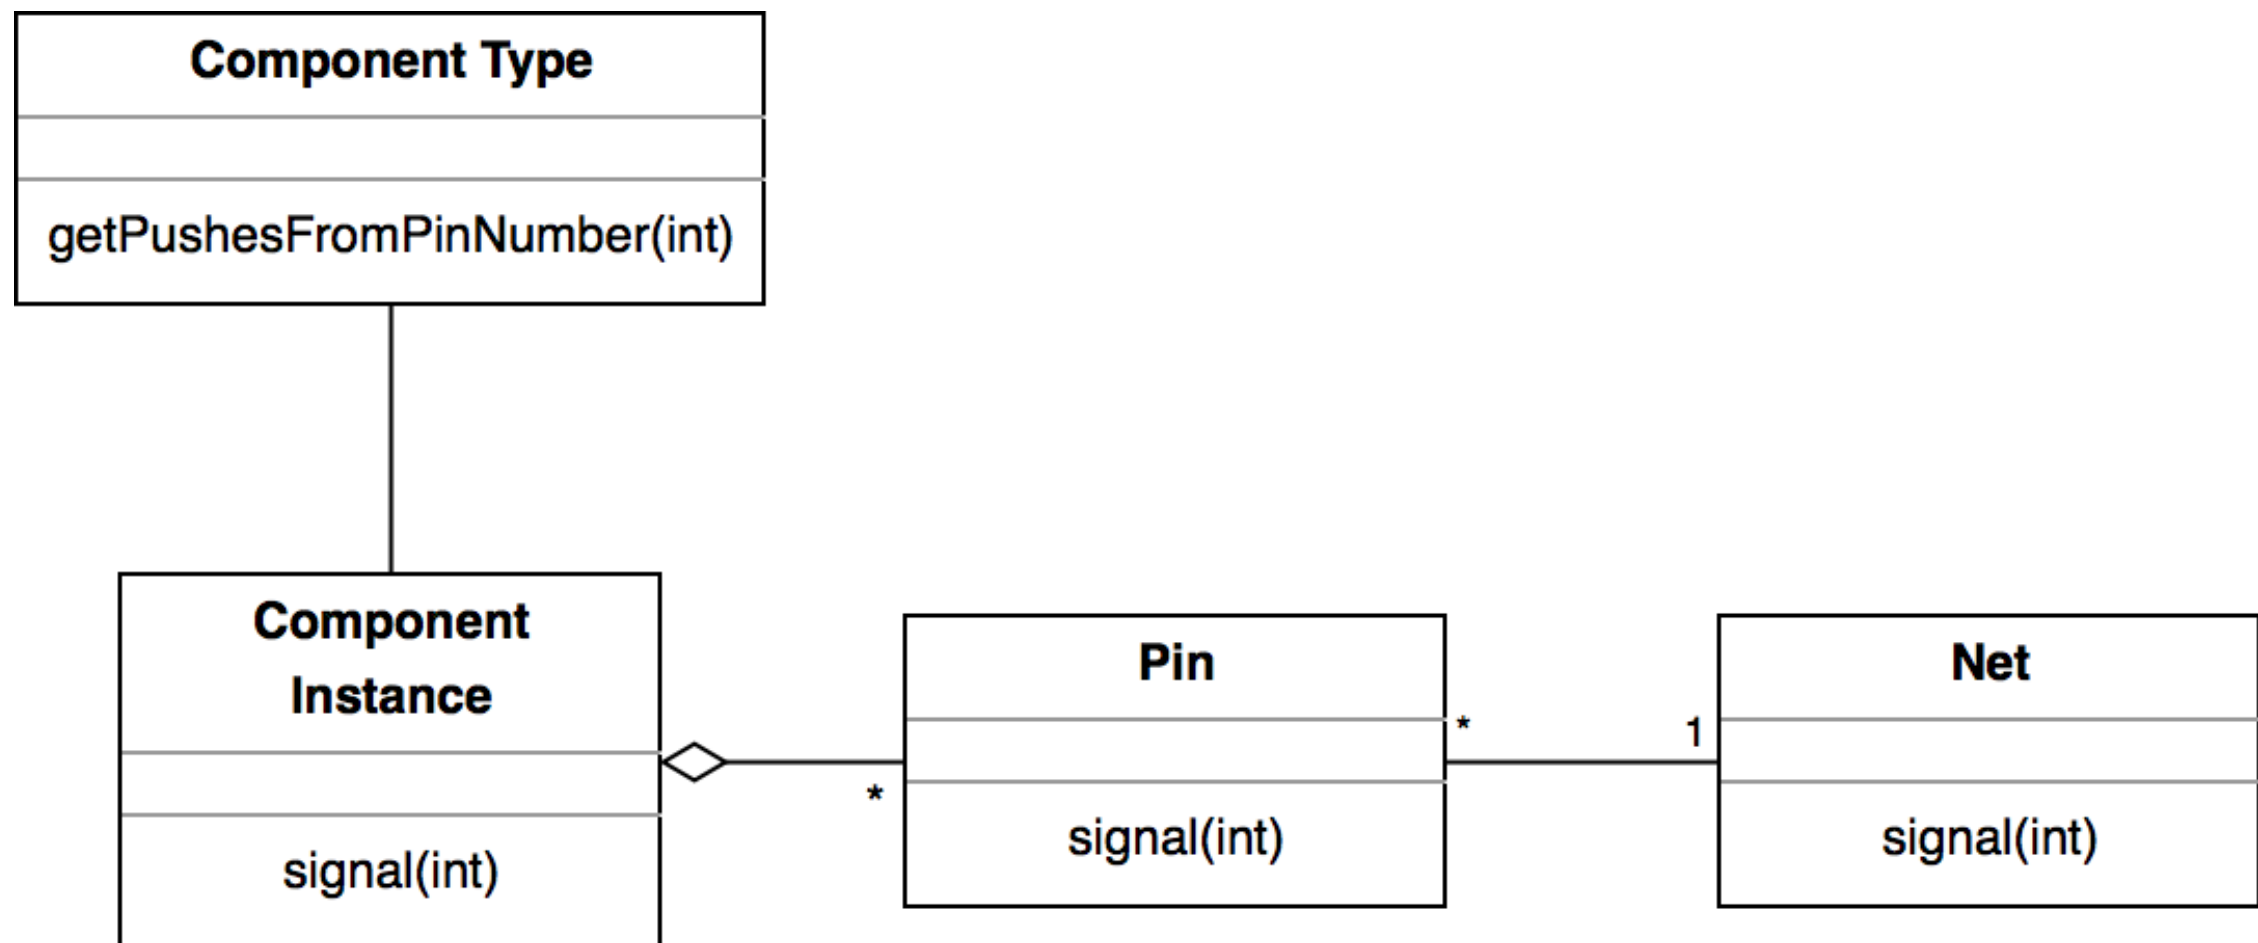 Component Type
getPushesFromPinNumber(int)
Component
Instance
signal(int)
*
Pin
signal(int)
*
1
Net
signal(int)